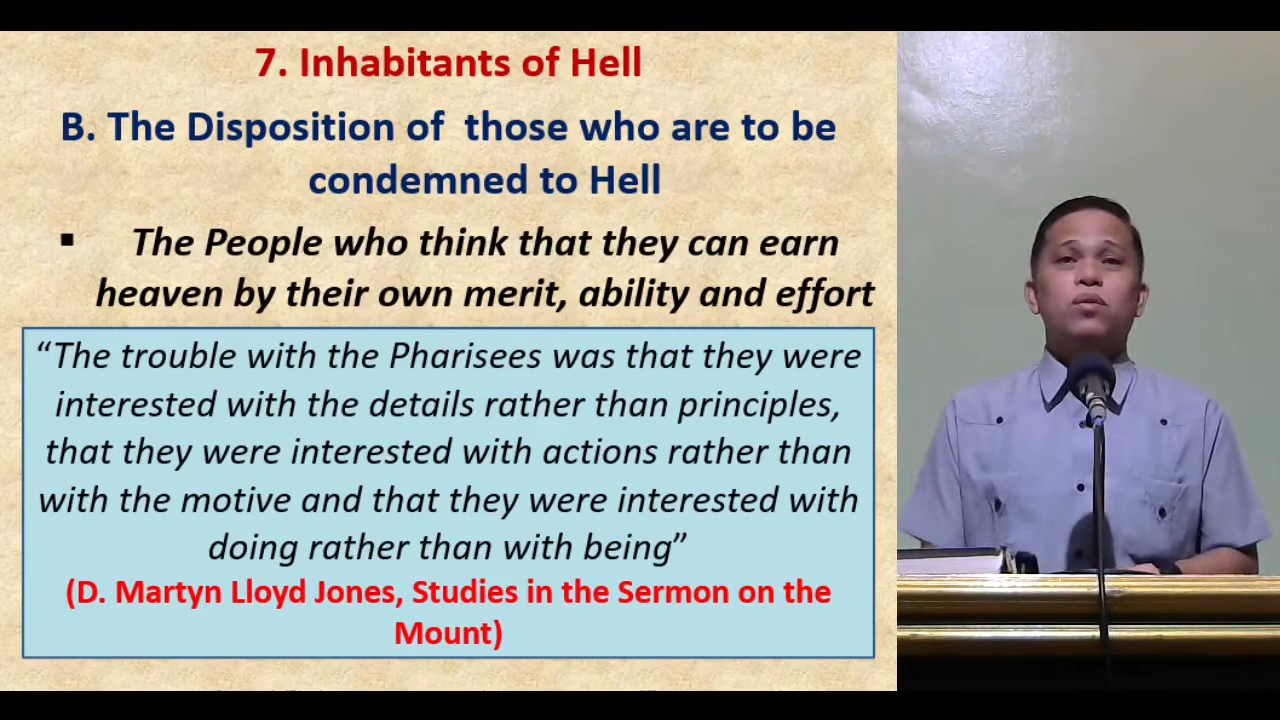 7. Inhabitants of Hell
B. The Disposition of those who are to be
condemned to Hell
▪ The People who think that they can earn
heaven by their own merit, ability and effort
“The trouble with the Pharisees was that they were
interested with the details rather than principles,
that they were interested with actions rather than
with the motive and that they were interested with
doing rather than with being”
(D. Martyn Lloyd Jones, Studies in the Sermon on the
Mount)